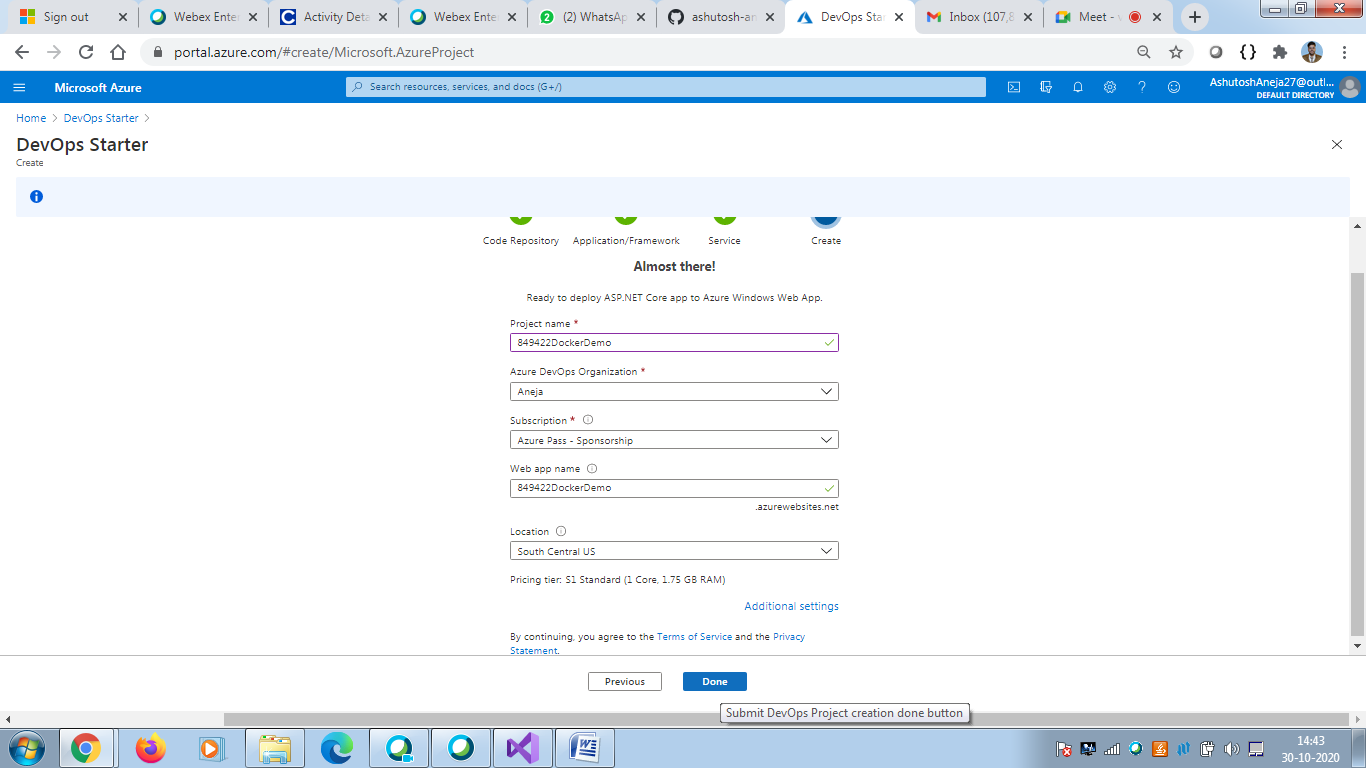 Sign out
Webex Ente
Activity Deta
Webex Ente
(2) WhatsAp
ashutosh-an
DevOps Star
Inbox (107,8
Meet -
portal.azure.com/#create/Microsoft.AzureProject
Microsoft Azure
Search resources, services, and docs (G+/)
AshutoshAneja27@outl...
DEFAULT DIRECTORY
Home > DevOps Starter >
DevOps Starter
Create
Code Repository
Application/Framework
Service
Create
Almost there!
Ready to deploy ASP.NET Core app to Azure Windows Web App.
Project name *
849422DockerDemo
Azure DevOps Organization *
Aneja
Subscription *
Azure Pass - Sponsorship
Web app name
849422DockerDemo
.azurewebsites.net
Location
South Central US
Pricing tier: S1 Standard (1 Core, 1.75 GB RAM)
Additional settings
By continuing, you agree to the Terms of Service and the Privacy
Statement.
Previous
Done
Submit DevOps Project creation done button
14:43
30-10-2020